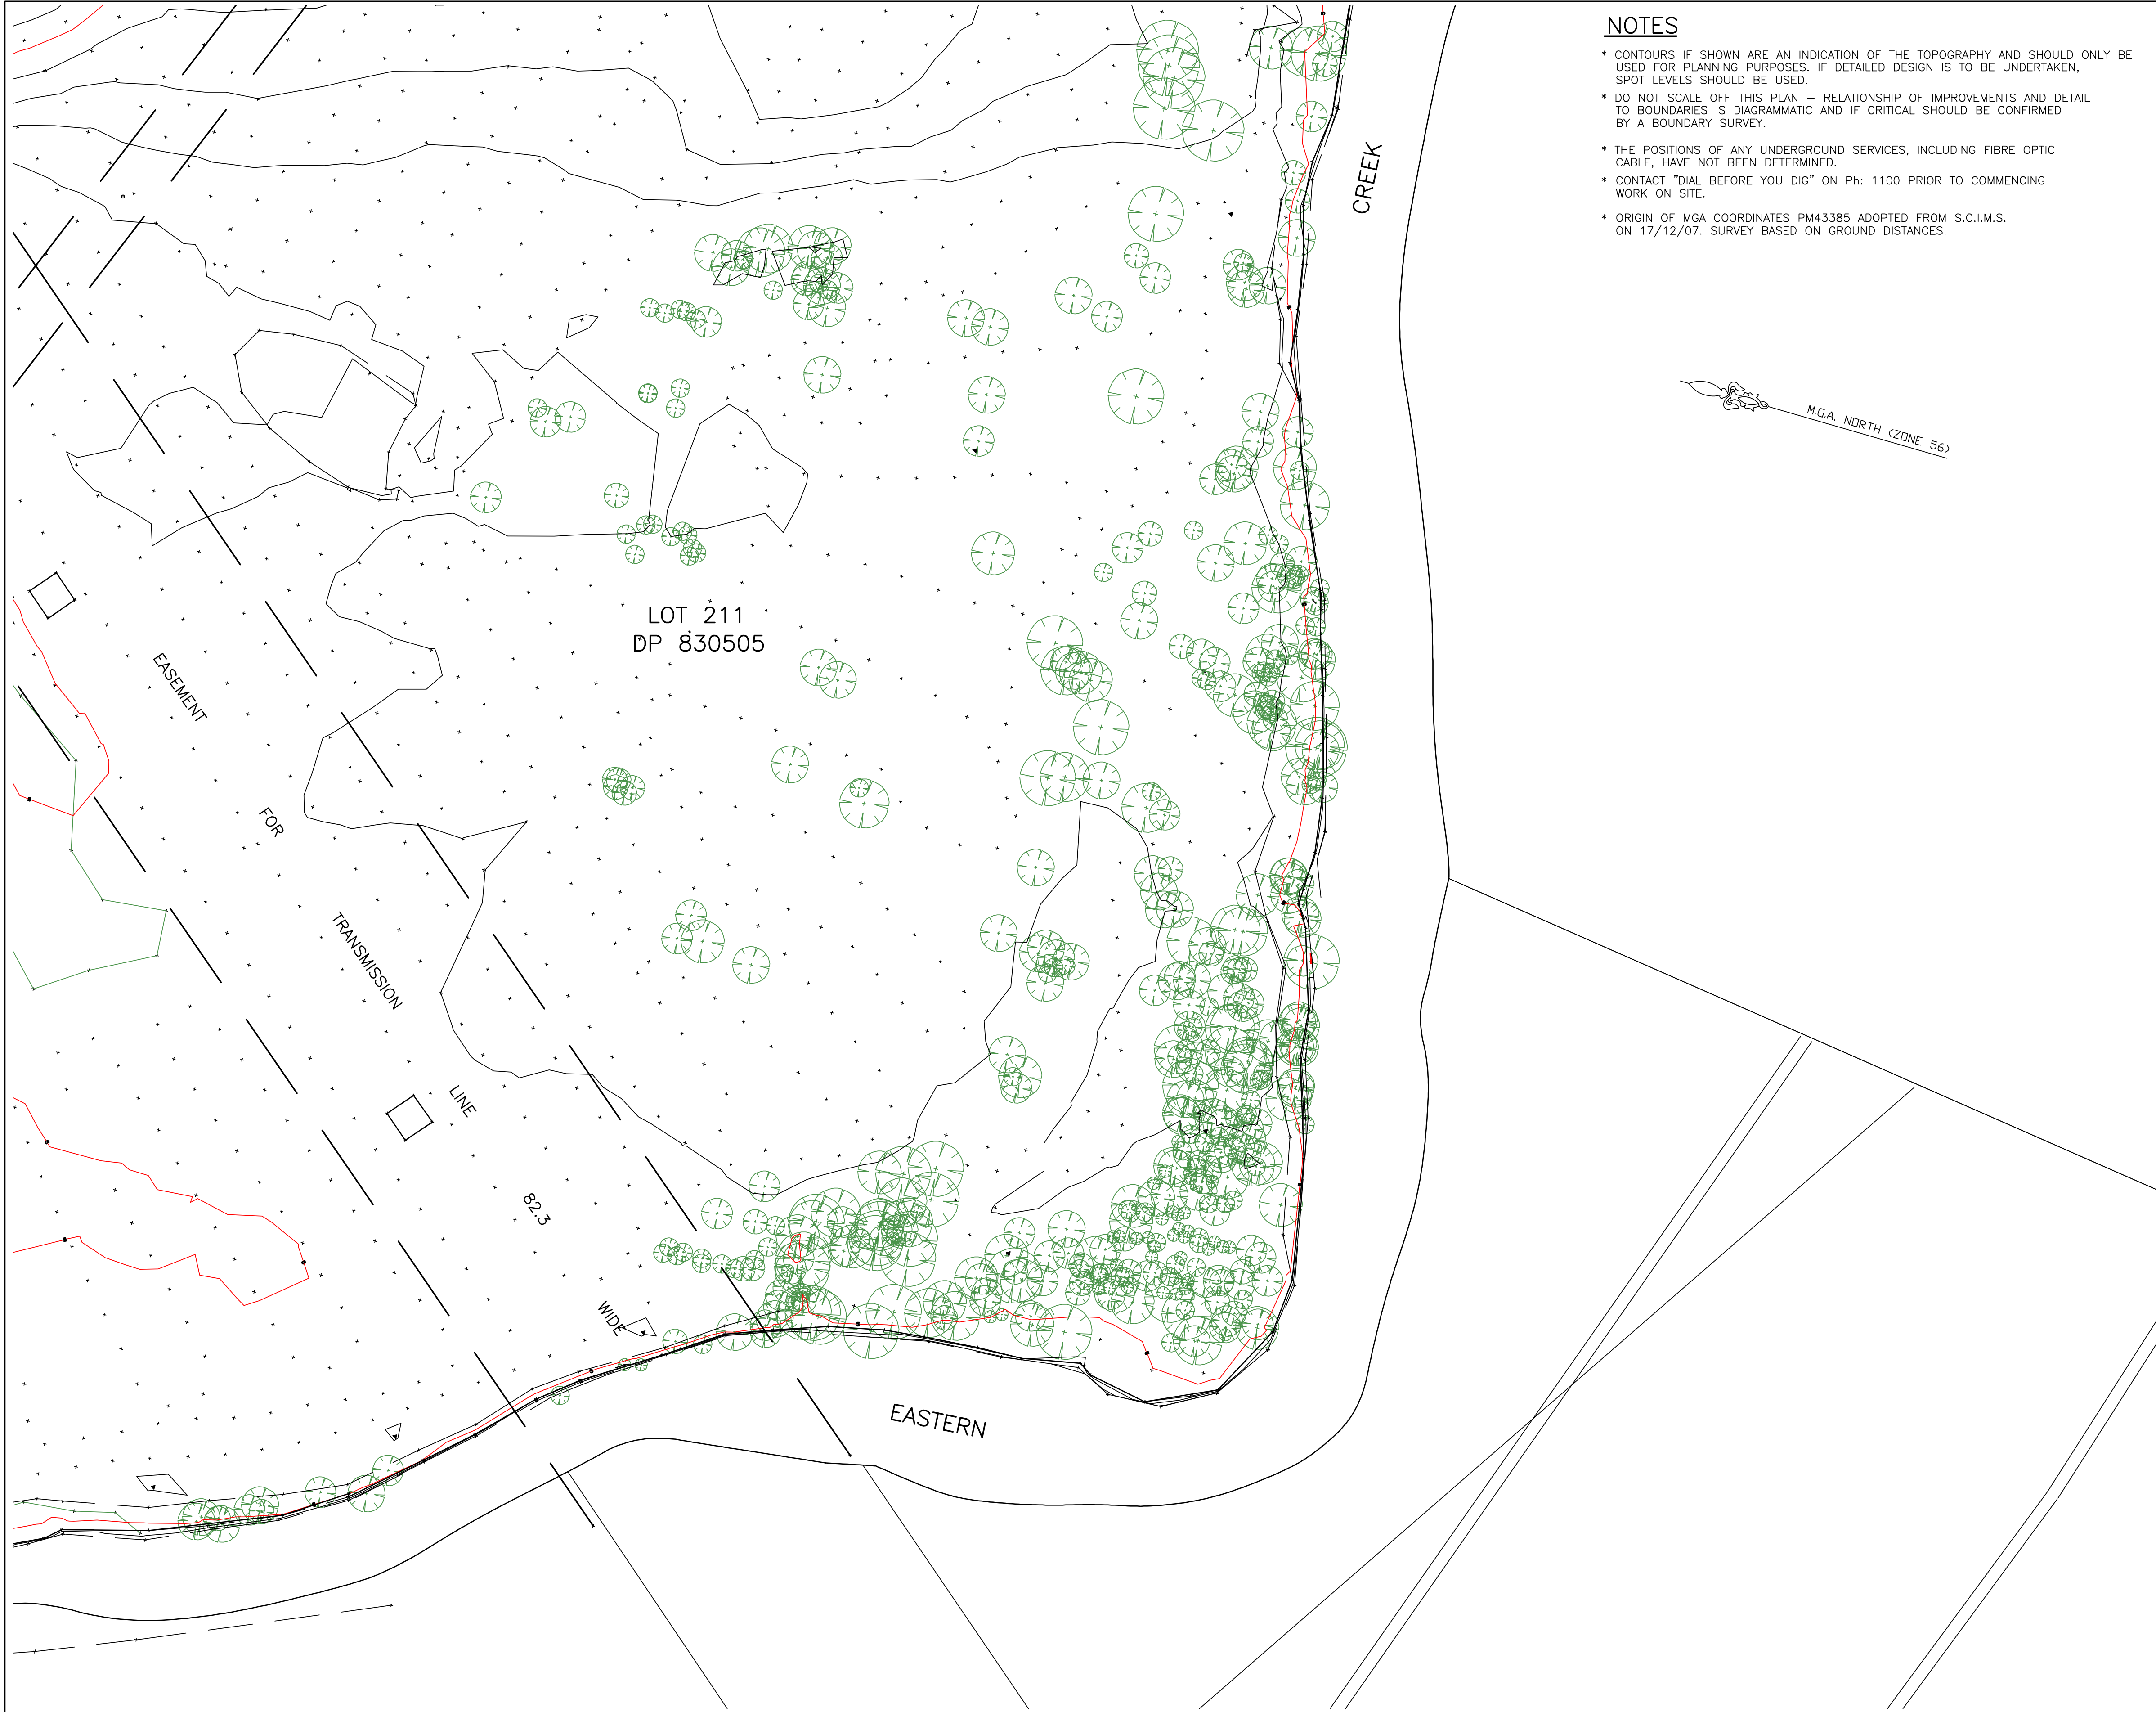 NOTES
* CONTOURS IF SHOWN ARE AN INDICATION OF THE TOPOGRAPHY AND SHOULD ONLY BE
USED FOR PLANNING PURPOSES. IF DETAILED DESIGN IS TO BE UNDERTAKEN,
SPOT LEVELS SHOULD BE USED.
* DO NOT SCALE OFF THIS PLAN – RELATIONSHIP OF IMPROVEMENTS AND DETAIL
TO BOUNDARIES IS DIAGRAMMATIC AND IF CRITICAL SHOULD BE CONFIRMED
BY A BOUNDARY SURVEY.
* THE POSITIONS OF ANY UNDERGROUND SERVICES, INCLUDING FIBRE OPTIC
CABLE, HAVE NOT BEEN DETERMINED.
* CONTACT "DIAL BEFORE YOU DIG" ON Ph: 1100 PRIOR TO COMMENCING
WORK ON SITE.
* ORIGIN OF MGA COORDINATES PM43385 ADOPTED FROM S.C.I.M.S.
ON 17/12/07. SURVEY BASED ON GROUND DISTANCES.
M.G.A. NORTH (ZONE 56)
CREEK
LOT 211
DP 830505
EASEMENT
FOR
TRANSMISSION
LINE
82.3
WIDE
EASTERN